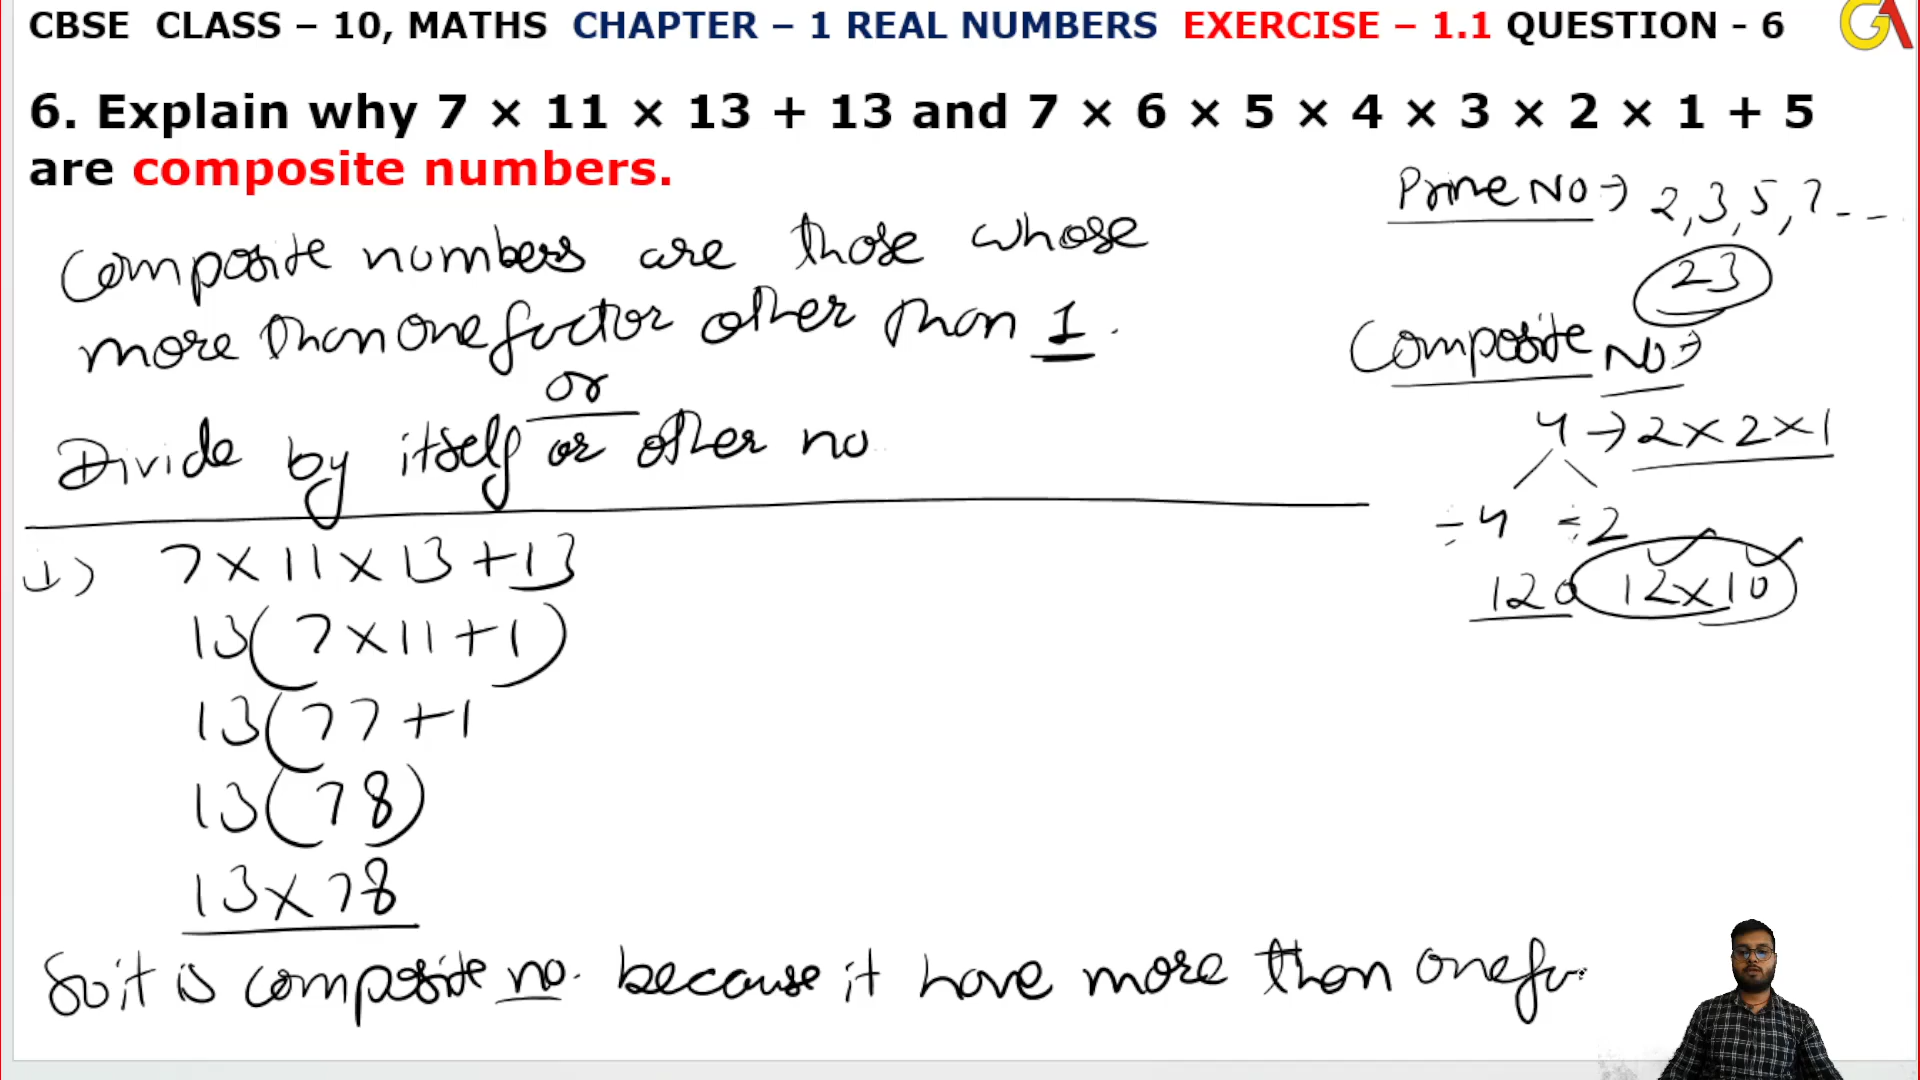 CBSE CLASS – 10, MATHS CHAPTER – 1 REAL NUMBERS EXERCISE – 1.1 QUESTION - 6
GA
6. Explain why 7 × 11 × 13 + 13 and 7 × 6 × 5 × 4 × 3 × 2 × 1 + 5
are composite numbers.
Composite numbers are those whose
more than one factor other than 1.
or
Divide by itself or other no
1) 7×11×13+13
13(7×11+1)
13(77+1
13(78)
13×78
So it is composite no. because it have more than one fa
Prime No → 2,3,5,7 - -
23
Composite No →
4 → 2×2×1
÷4 ÷2
120 12×10